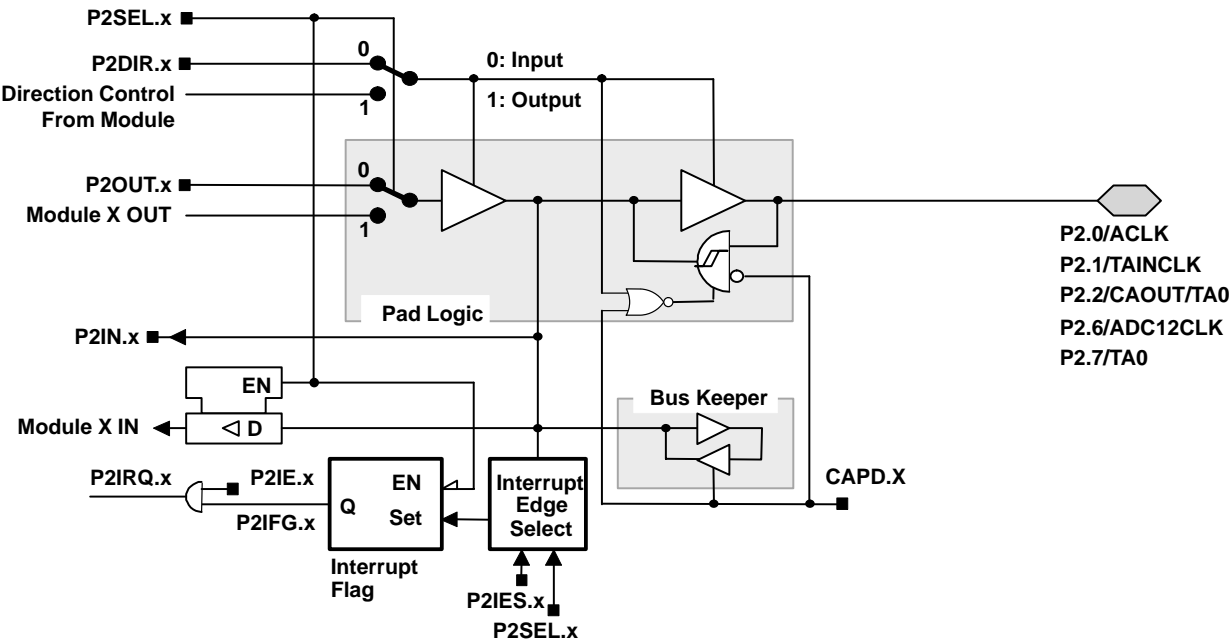 P2SEL.x
0
P2DIR.x
0: Input
Direction Control
From Module
1
1: Output
0
P2OUT.x
Module X OUT
1
P2.0/ACLK
P2.1/TAINCLK
P2.2/CAOUT/TA0
P2.6/ADC12CLK
P2.7/TA0
Pad Logic
P2IN.x
EN
Bus Keeper
Module X IN
D
P2IRQ.x
P2IE.x
CAPD.X
EN
Interrupt
Edge
Select
Q
Set
P2IFG.x
Interrupt
Flag
P2IES.x
P2SEL.x